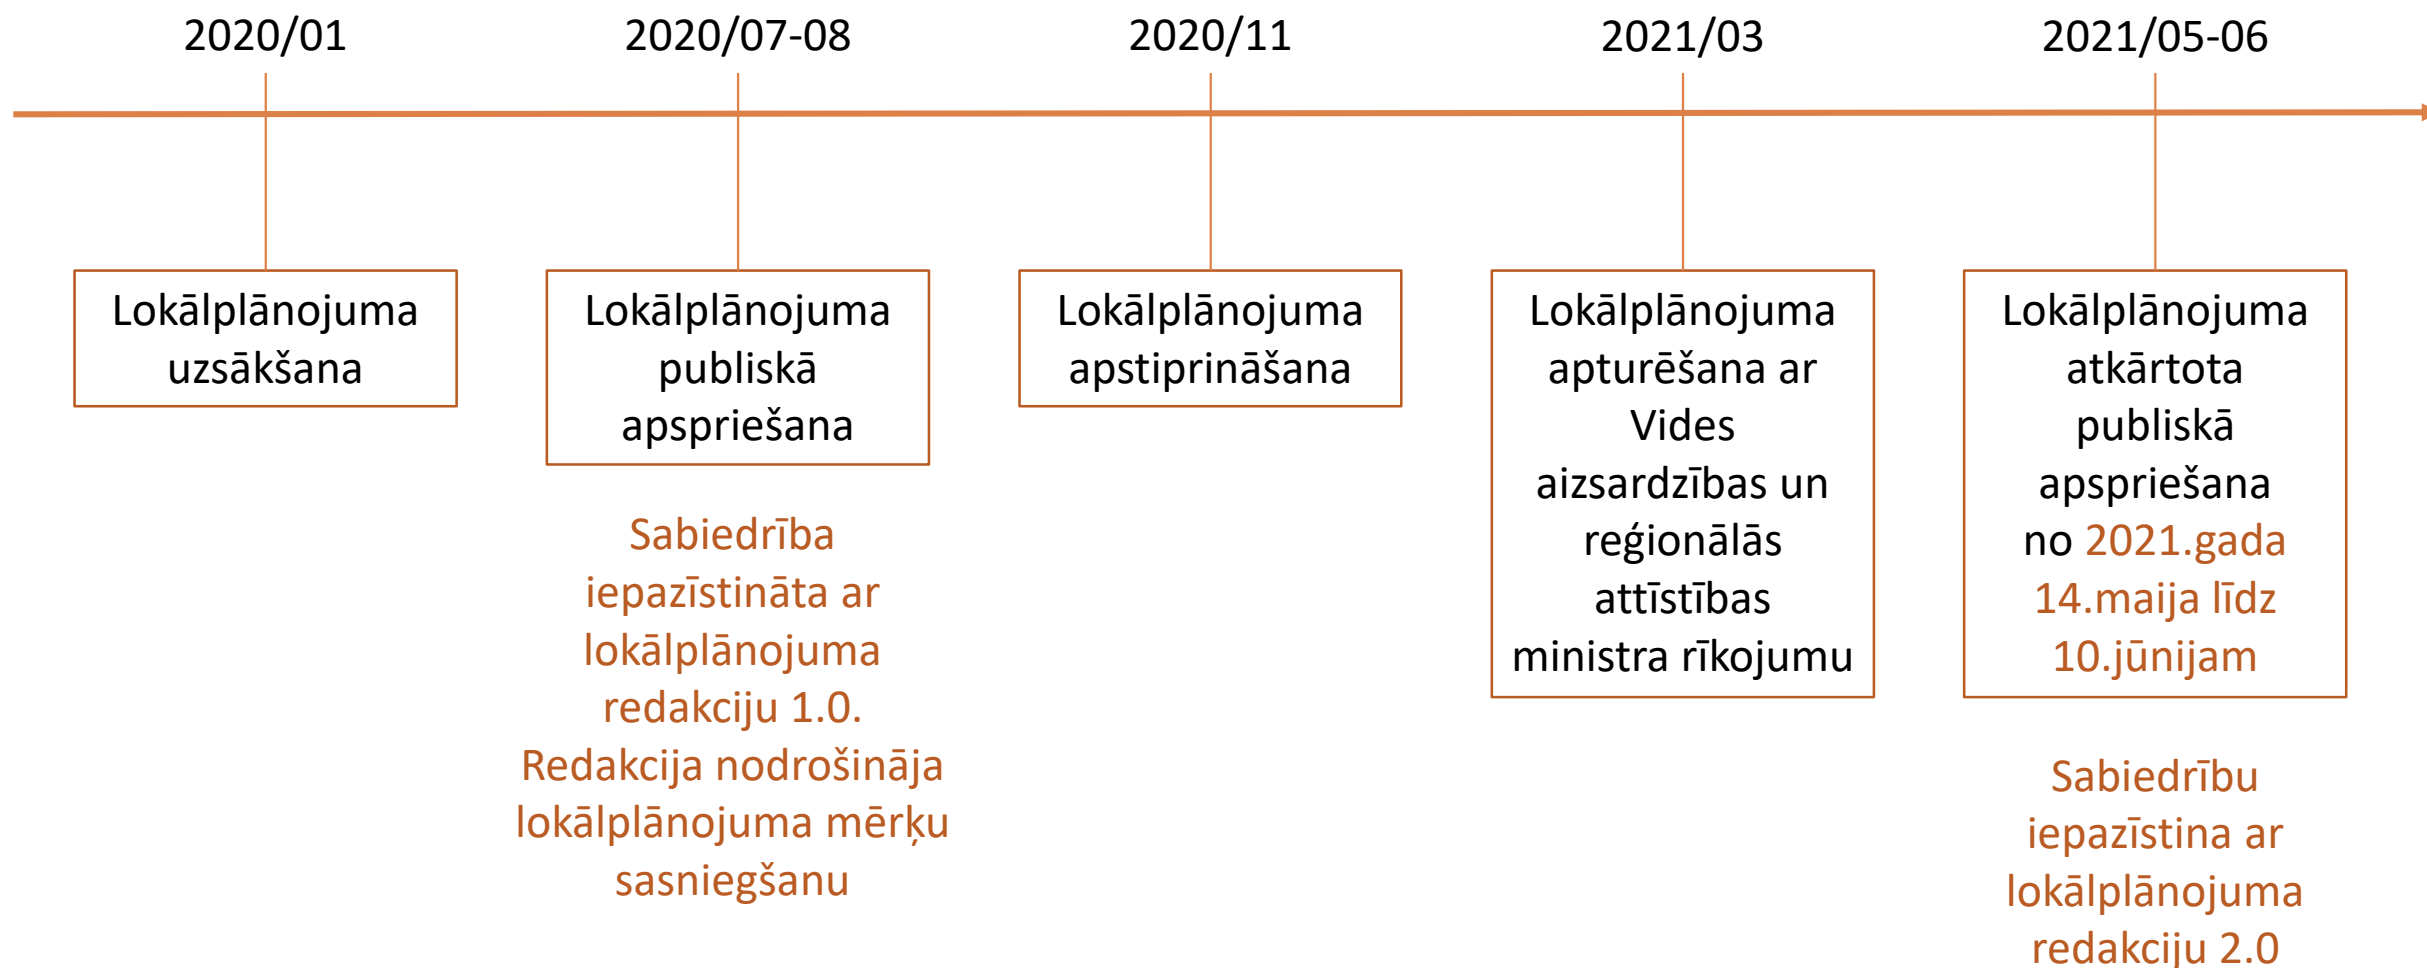 2020/01
2020/07-08
2020/11
2021/03
2021/05-06
Lokālplānojuma
uzsākšana
Lokālplānojuma
publiskā
apspriešana
Sabiedrība
iepazīstināta ar
lokālplānojuma
redakciju 1.0.
Redakcija nodrošināja
lokālplānojuma mērķu
sasniegšanu
Lokālplānojuma
apstiprināšana
Lokālplānojuma
apturēšana ar
Vides
aizsardzības un
reģionālās
attīstības
ministra rīkojumu
Lokālplānojuma
atkārtota
publiskā
apspriešana
no 2021.gada
14.maija līdz
10.jūnijam
Sabiedrību
iepazīstina ar
lokālplānojuma
redakciju 2.0